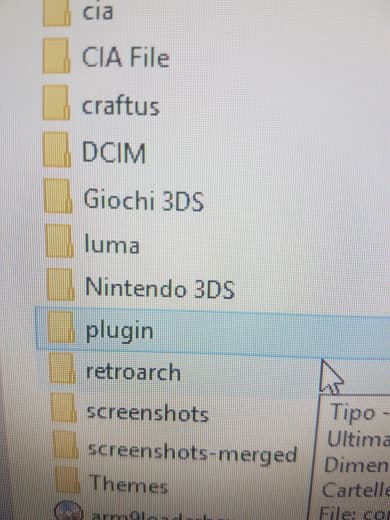 cia
CIA File
craftus
DCIM
Giochi 3DS
luma
Nintendo 3DS
plugin
retroarch
screenshots
Tipo -
Ultima
screenshots-merged
Dimen
Themes
Cartelle
File: co